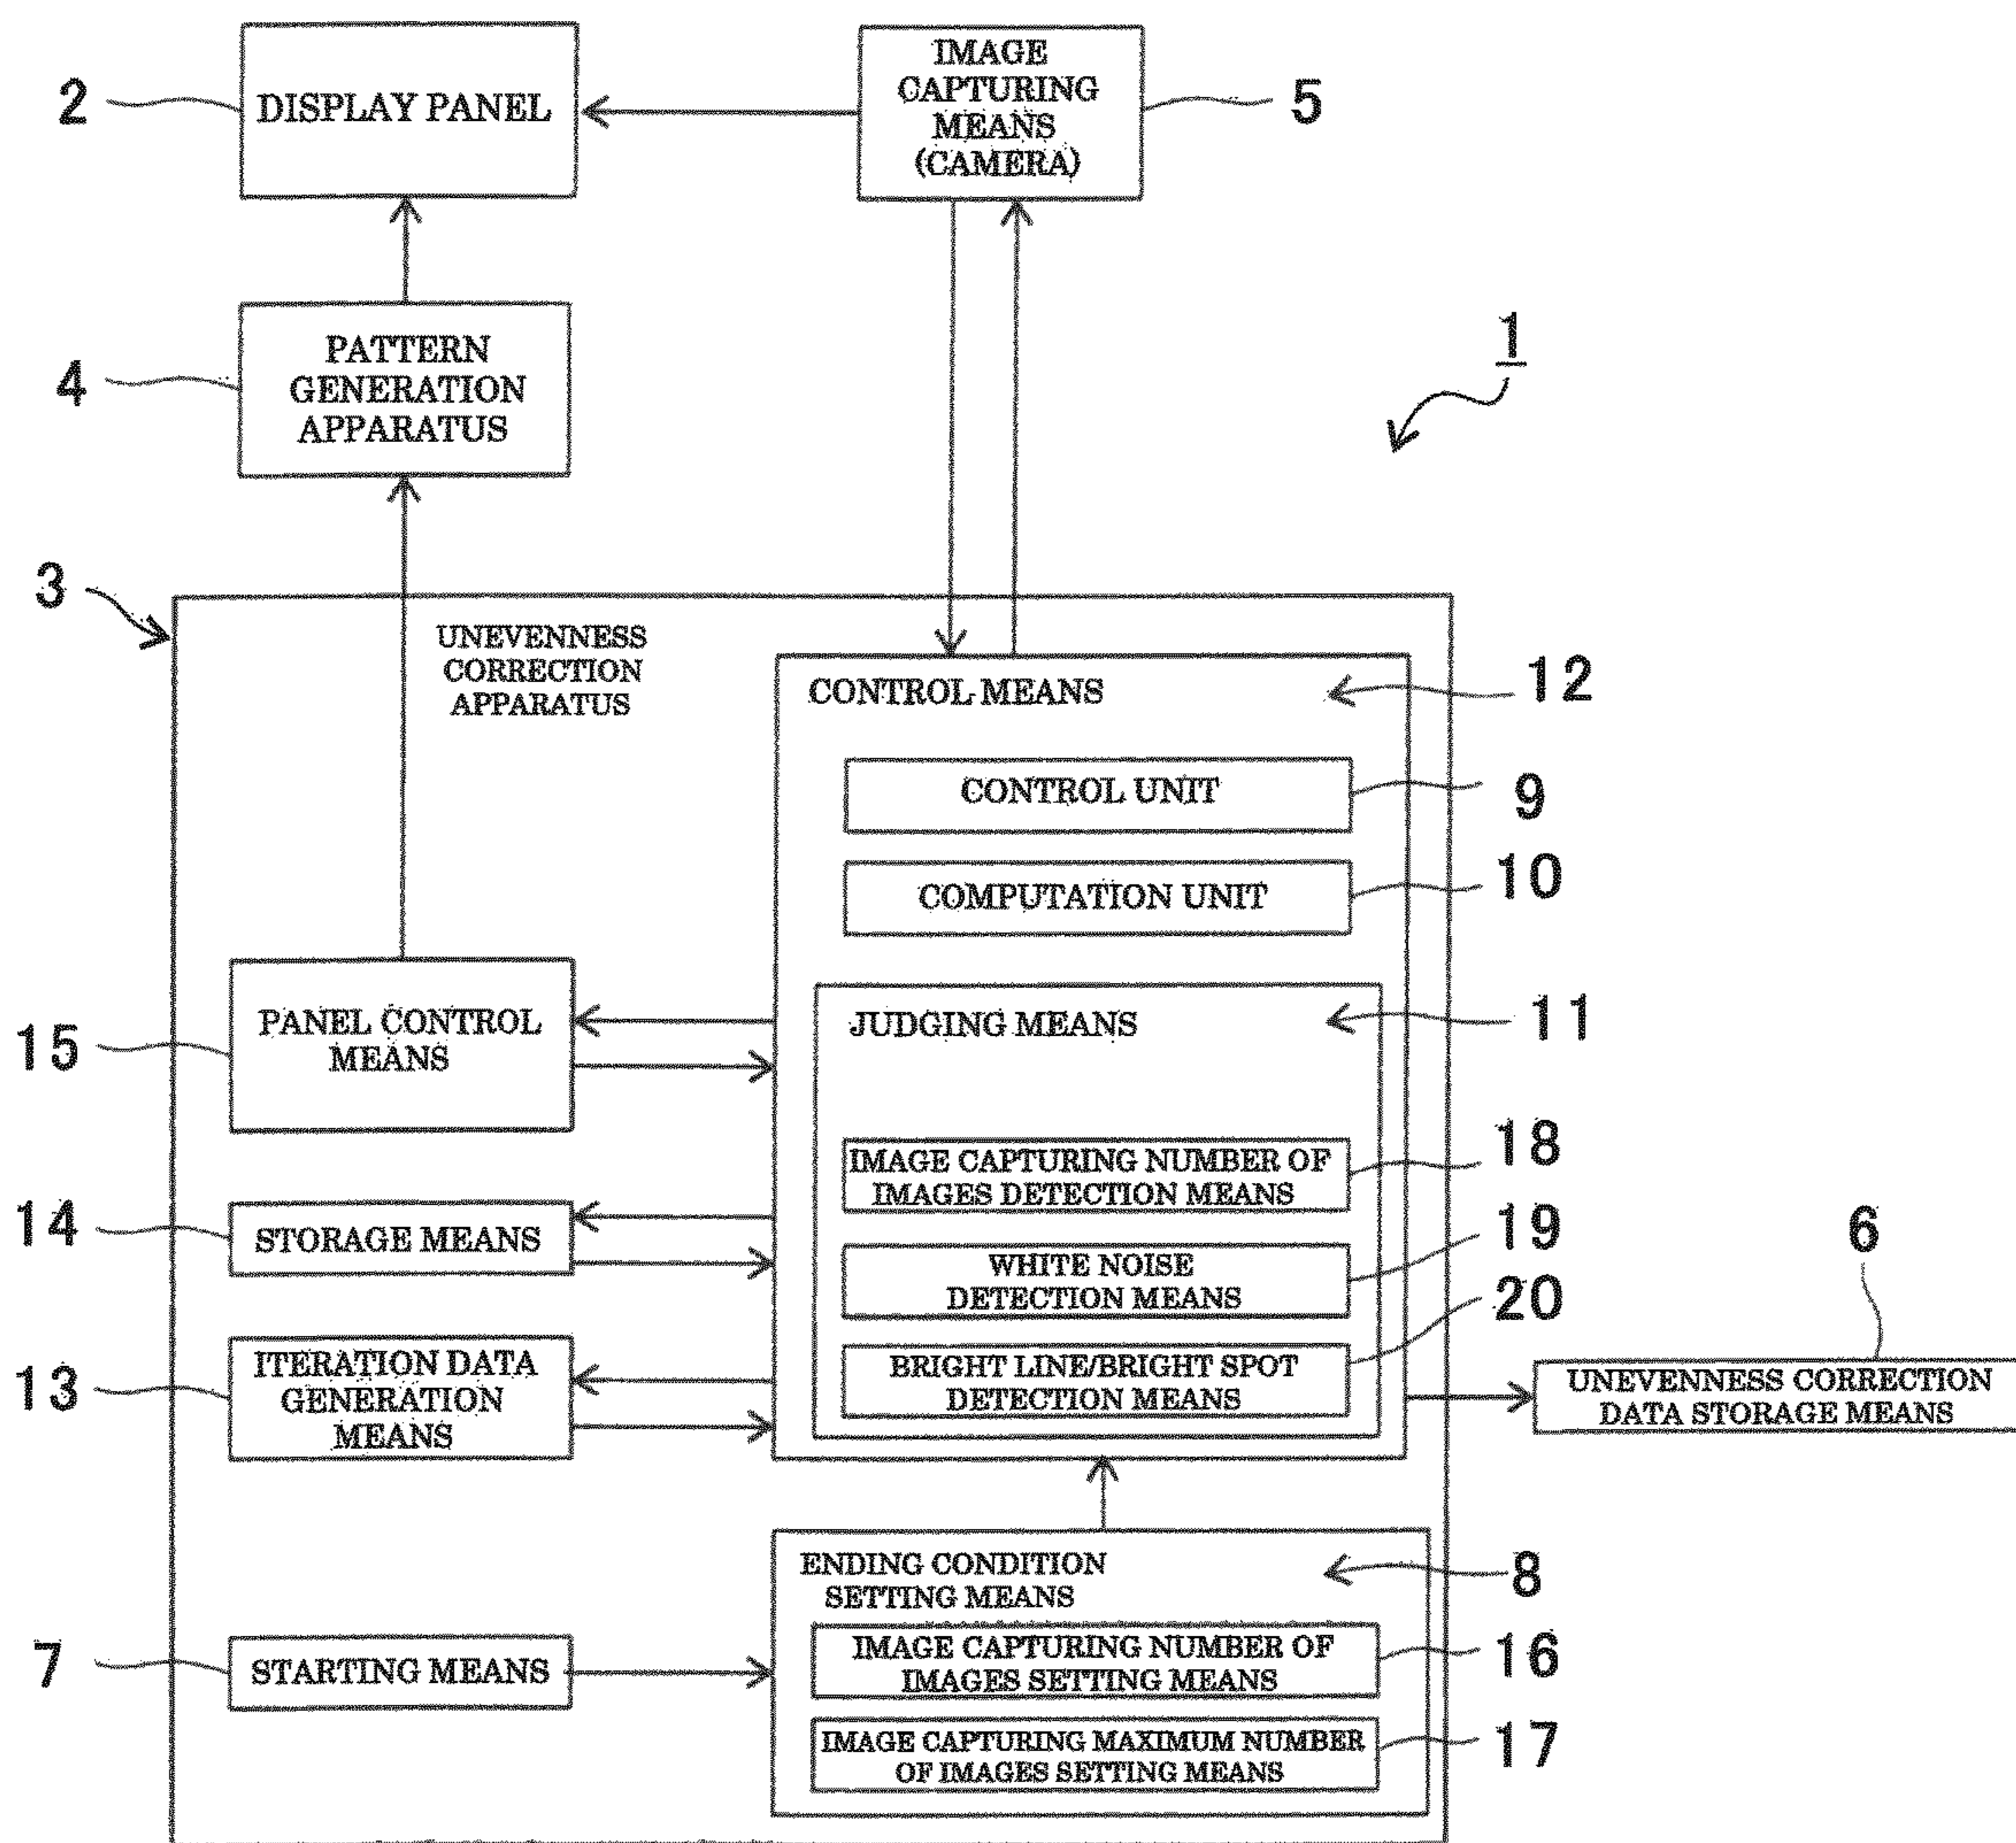 2
DISPLAY PANEL
IMAGE
CAPTURING
MEANS
(CAMERA)
5
4
PATTERN
GENERATION
APPARATUS
1
3
UNEVENNESS
CORRECTION
APPARATUS
CONTROL MEANS
12
CONTROL UNIT
9
COMPUTATION UNIT
10
15
PANEL CONTROL
MEANS
JUDGING MEANS
11
IMAGE CAPTURING NUMBER OF
IMAGES DETECTION MEANS
18
14
STORAGE MEANS
WHITE NOISE
DETECTION MEANS
19
13
ITERATION DATA
GENERATION
MEANS
BRIGHT LINE/BRIGHT SPOT
DETECTION MEANS
20
6
UNEVENNESS CORRECTION
DATA STORAGE MEANS
ENDING CONDITION
SETTING MEANS
8
7
STARTING MEANS
IMAGE CAPTURING NUMBER OF
IMAGES SETTING MEANS
16
IMAGE CAPTURING MAXIMUM NUMBER
OF IMAGES SETTING MEANS
17